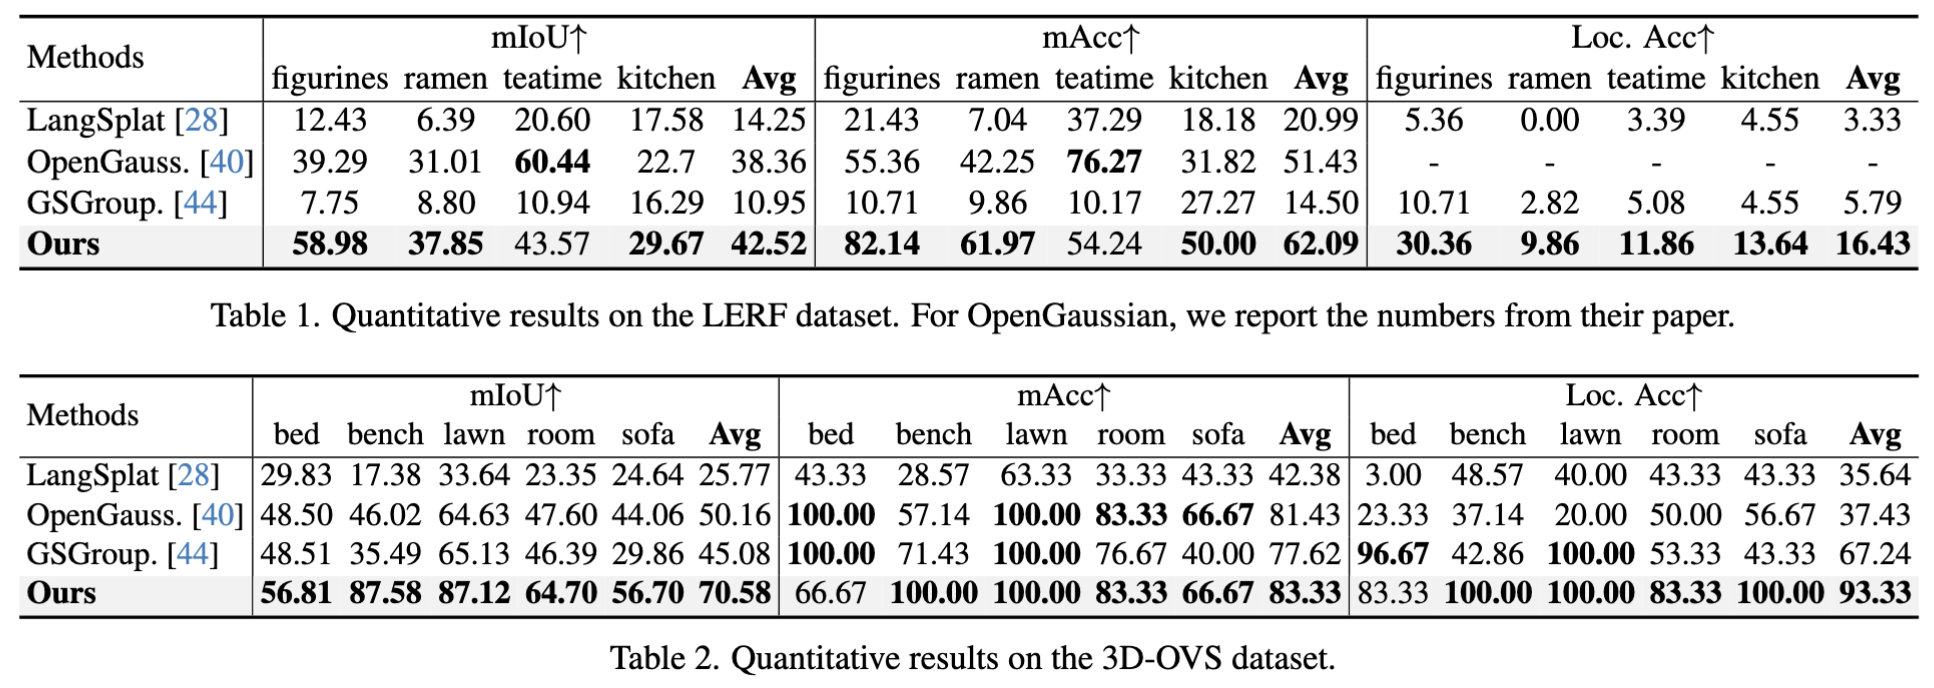 Methods mIoU↑ mAcc↑ Loc. Acc↑
figurines ramen teatime kitchen Avg figurines ramen teatime kitchen Avg figurines ramen teatime kitchen Avg
LangSplat [28] 12.43 6.39 20.60 17.58 14.25 21.43 7.04 37.29 18.18 20.99 5.36 0.00 3.39 4.55 3.33
OpenGauss. [40] 39.29 31.01 60.44 22.7 38.36 55.36 42.25 76.27 31.82 51.43 - - - - -
GSGroup. [44] 7.75 8.80 10.94 16.29 10.95 10.71 9.86 10.17 27.27 14.50 10.71 2.82 5.08 4.55 5.79
Ours 58.98 37.85 43.57 29.67 42.52 82.14 61.97 54.24 50.00 62.09 30.36 9.86 11.86 13.64 16.43
Table 1. Quantitative results on the LERF dataset. For OpenGaussian, we report the numbers from their paper.
Methods mIoU↑ mAcc↑ Loc. Acc↑
bed bench lawn room sofa Avg bed bench lawn room sofa Avg bed bench lawn room sofa Avg
LangSplat [28] 29.83 17.38 33.64 23.35 24.64 25.77 43.33 28.57 63.33 33.33 43.33 42.38 3.00 48.57 40.00 43.33 43.33 35.64
OpenGauss. [40] 48.50 46.02 64.63 47.60 44.06 50.16 100.00 57.14 100.00 83.33 66.67 81.43 23.33 37.14 20.00 50.00 56.67 37.43
GSGroup. [44] 48.51 35.49 65.13 46.39 29.86 45.08 100.00 71.43 100.00 76.67 40.00 77.62 96.67 42.86 100.00 53.33 43.33 67.24
Ours 56.81 87.58 87.12 64.70 56.70 70.58 66.67 100.00 100.00 83.33 66.67 83.33 83.33 100.00 100.00 83.33 100.00 93.33
Table 2. Quantitative results on the 3D-OVS dataset.